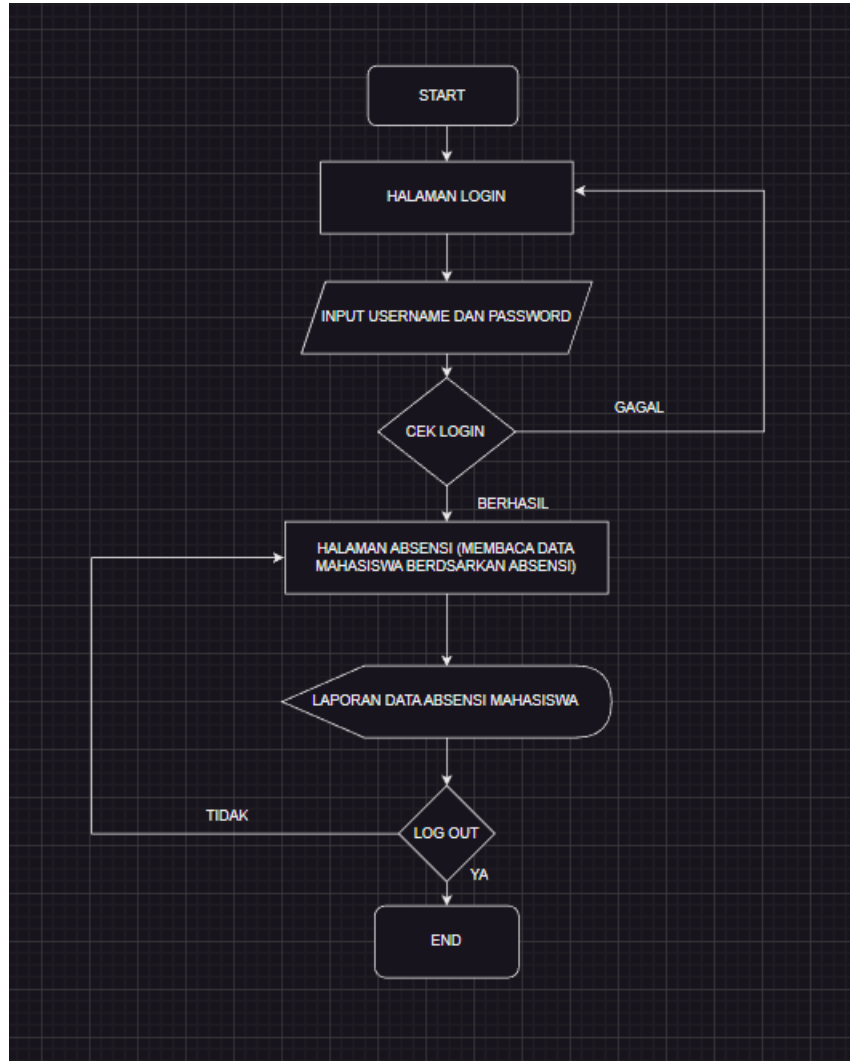 START
HALAMAN LOGIN
INPUT USERNAME DAN PASSWORD
CEK LOGIN
GAGAL
BERHASIL
HALAMAN ABSENSI (MEMBACA DATA
MAHASISWA BERDSARKAN ABSENSI)
LAPORAN DATA ABSENSI MAHASISWA
TIDAK
LOG OUT
YA
END